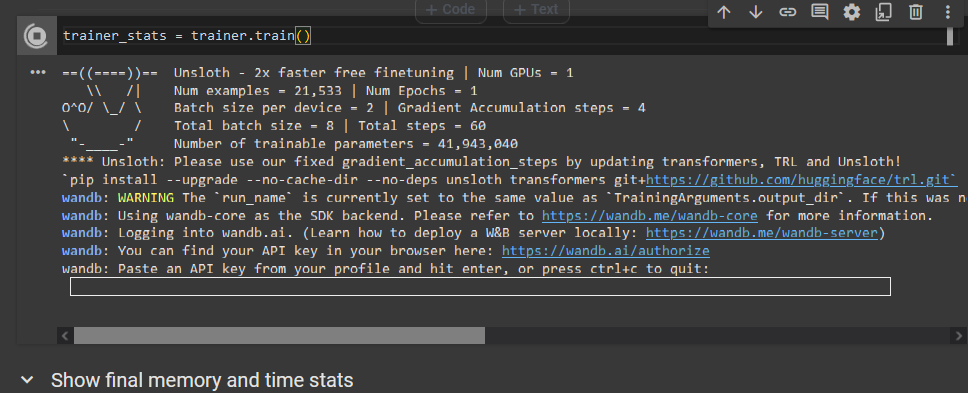 + Code + Text
trainer_stats = trainer.train()
==((====))== Unsloth - 2x faster free finetuning | Num GPUs = 1
\\ /| Num examples = 21,533 | Num Epochs = 1
O^O/ \_/ \ Batch size per device = 2 | Gradient Accumulation steps = 4
\ / Total batch size = 8 | Total steps = 60
"-____-" Number of trainable parameters = 41,943,040
**** Unsloth: Please use our fixed gradient_accumulation_steps by updating transformers, TRL and Unsloth!
`pip install --upgrade --no-cache-dir --no-deps unsloth transformers git+https://github.com/huggingface/trl.git`
wandb: WARNING The `run_name` is currently set to the same value as `TrainingArguments.output_dir`. If this was
wandb: Using wandb-core as the SDK backend. Please refer to https://wandb.me/wandb-core for more information.
wandb: Logging into wandb.ai. (Learn how to deploy a W&B server locally: https://wandb.me/wandb-server)
wandb: You can find your API key in your browser here: https://wandb.ai/authorize
wandb: Paste an API key from your profile and hit enter, or press ctrl+c to quit:
Show final memory and time stats